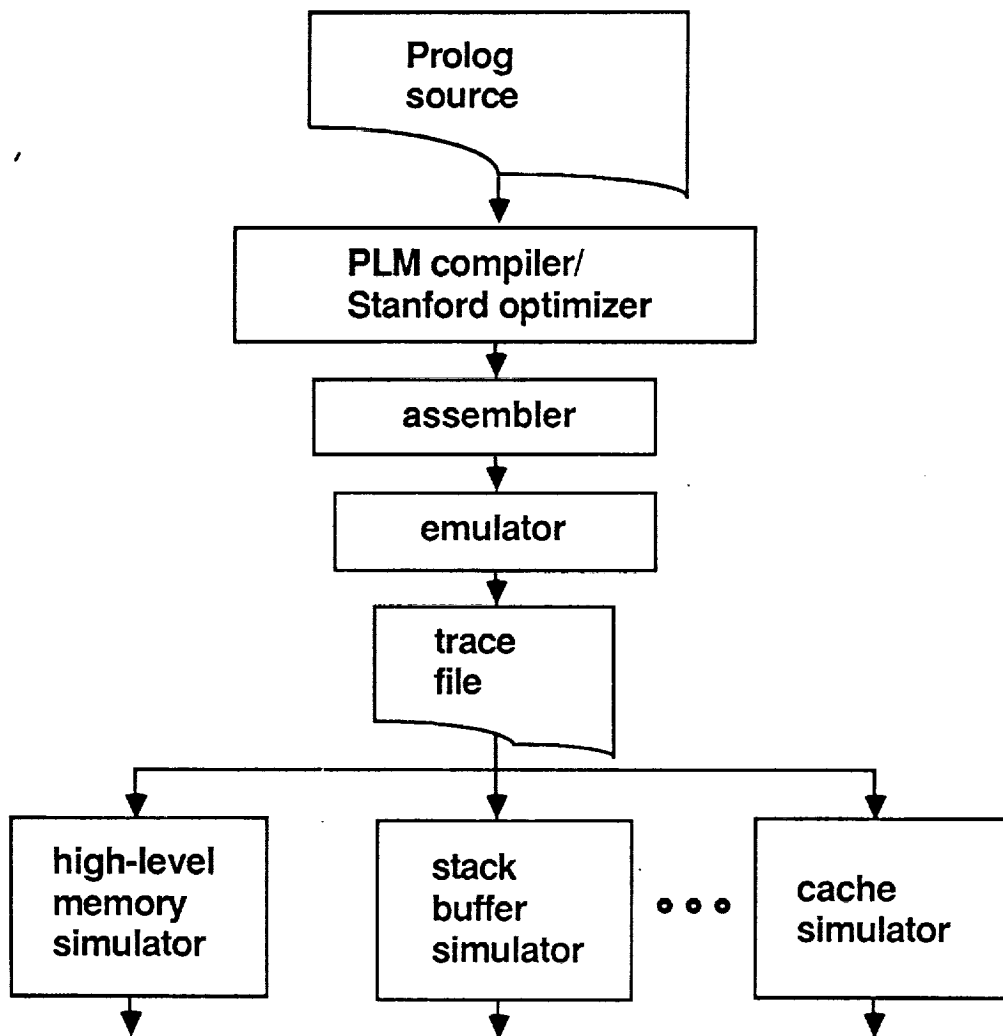 Prolog
source
PLM compiler/
Stanford optimizer
assembler
emulator
trace
file
high-level
memory
simulator
stack
buffer
simulator
cache
simulator